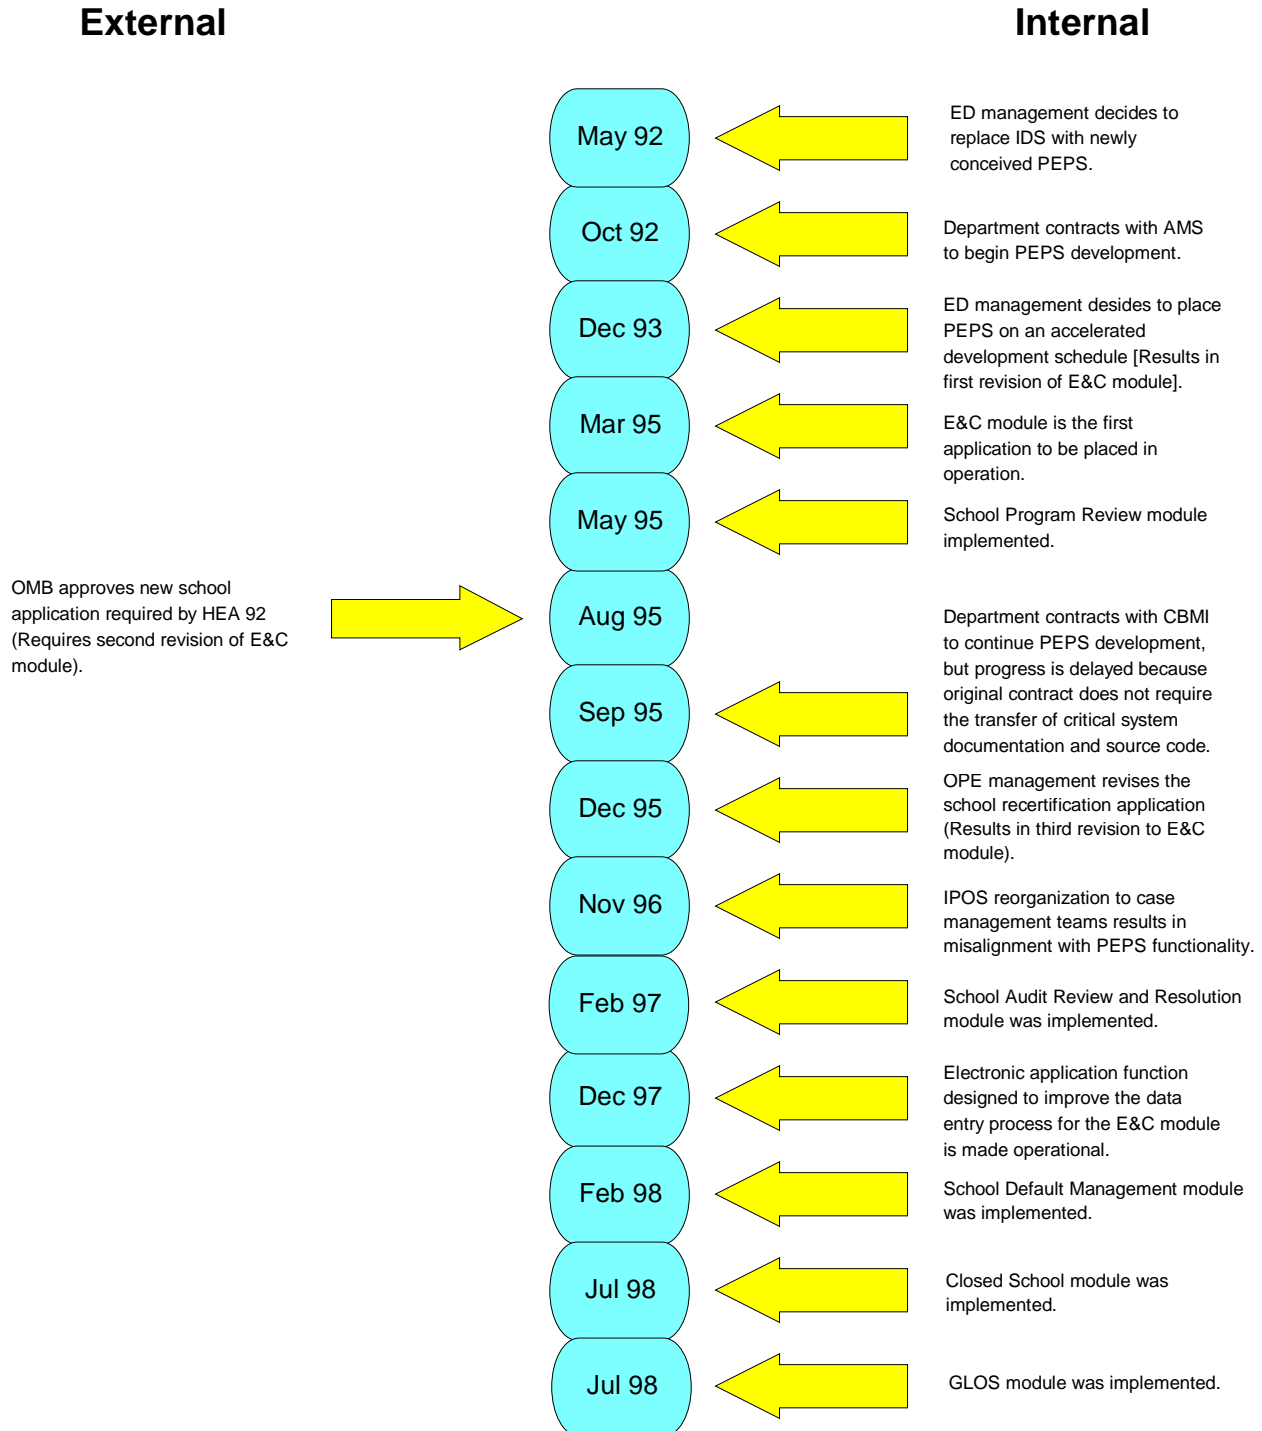 External
Internal
May 92
ED management decides to
replace IDS with newly
conceived PEPS.
Oct 92
Department contracts with AMS
to begin PEPS development.
Dec 93
ED management desides to place
PEPS on an accelerated
development schedule [Results in
first revision of E&C module].
Mar 95
E&C module is the first
application to be placed in
operation.
May 95
School Program Review module
implemented.
OMB approves new school
application required by HEA 92
(Requires second revision of E&C
module).
Aug 95
Sep 95
Department contracts with CBMI
to continue PEPS development,
but progress is delayed because
original contract does not require
the transfer of critical system
documentation and source code.
Dec 95
OPE management revises the
school recertification application
(Results in third revision to E&C
module).
Nov 96
IPOS reorganization to case
management teams results in
misalignment with PEPS functionality.
Feb 97
School Audit Review and Resolution
module was implemented.
Dec 97
Electronic application function
designed to improve the data
entry process for the E&C module
is made operational.
Feb 98
School Default Management module
was implemented.
Jul 98
Closed School module was
implemented.
Jul 98
GLOS module was implemented.